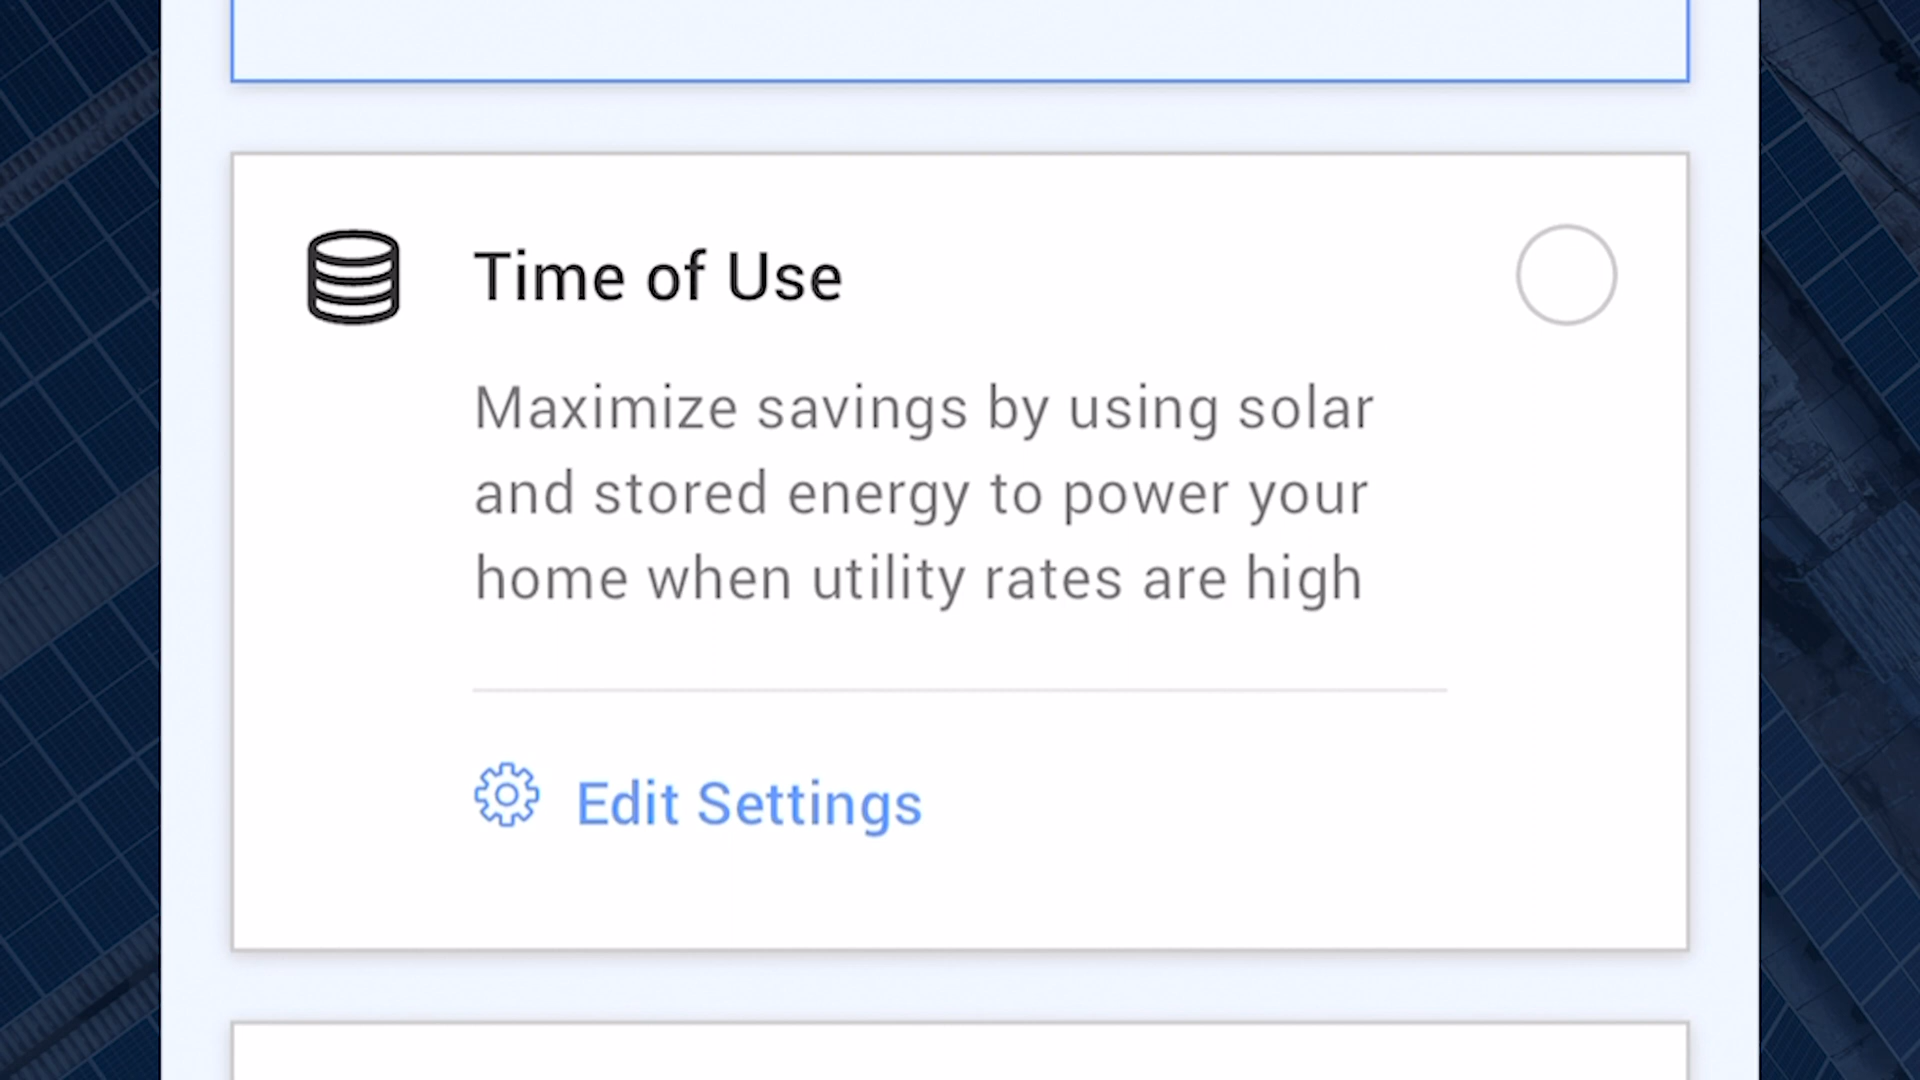 Time of Use
Maximize savings by using solar
and stored energy to power your
home when utility rates are high
Edit Settings